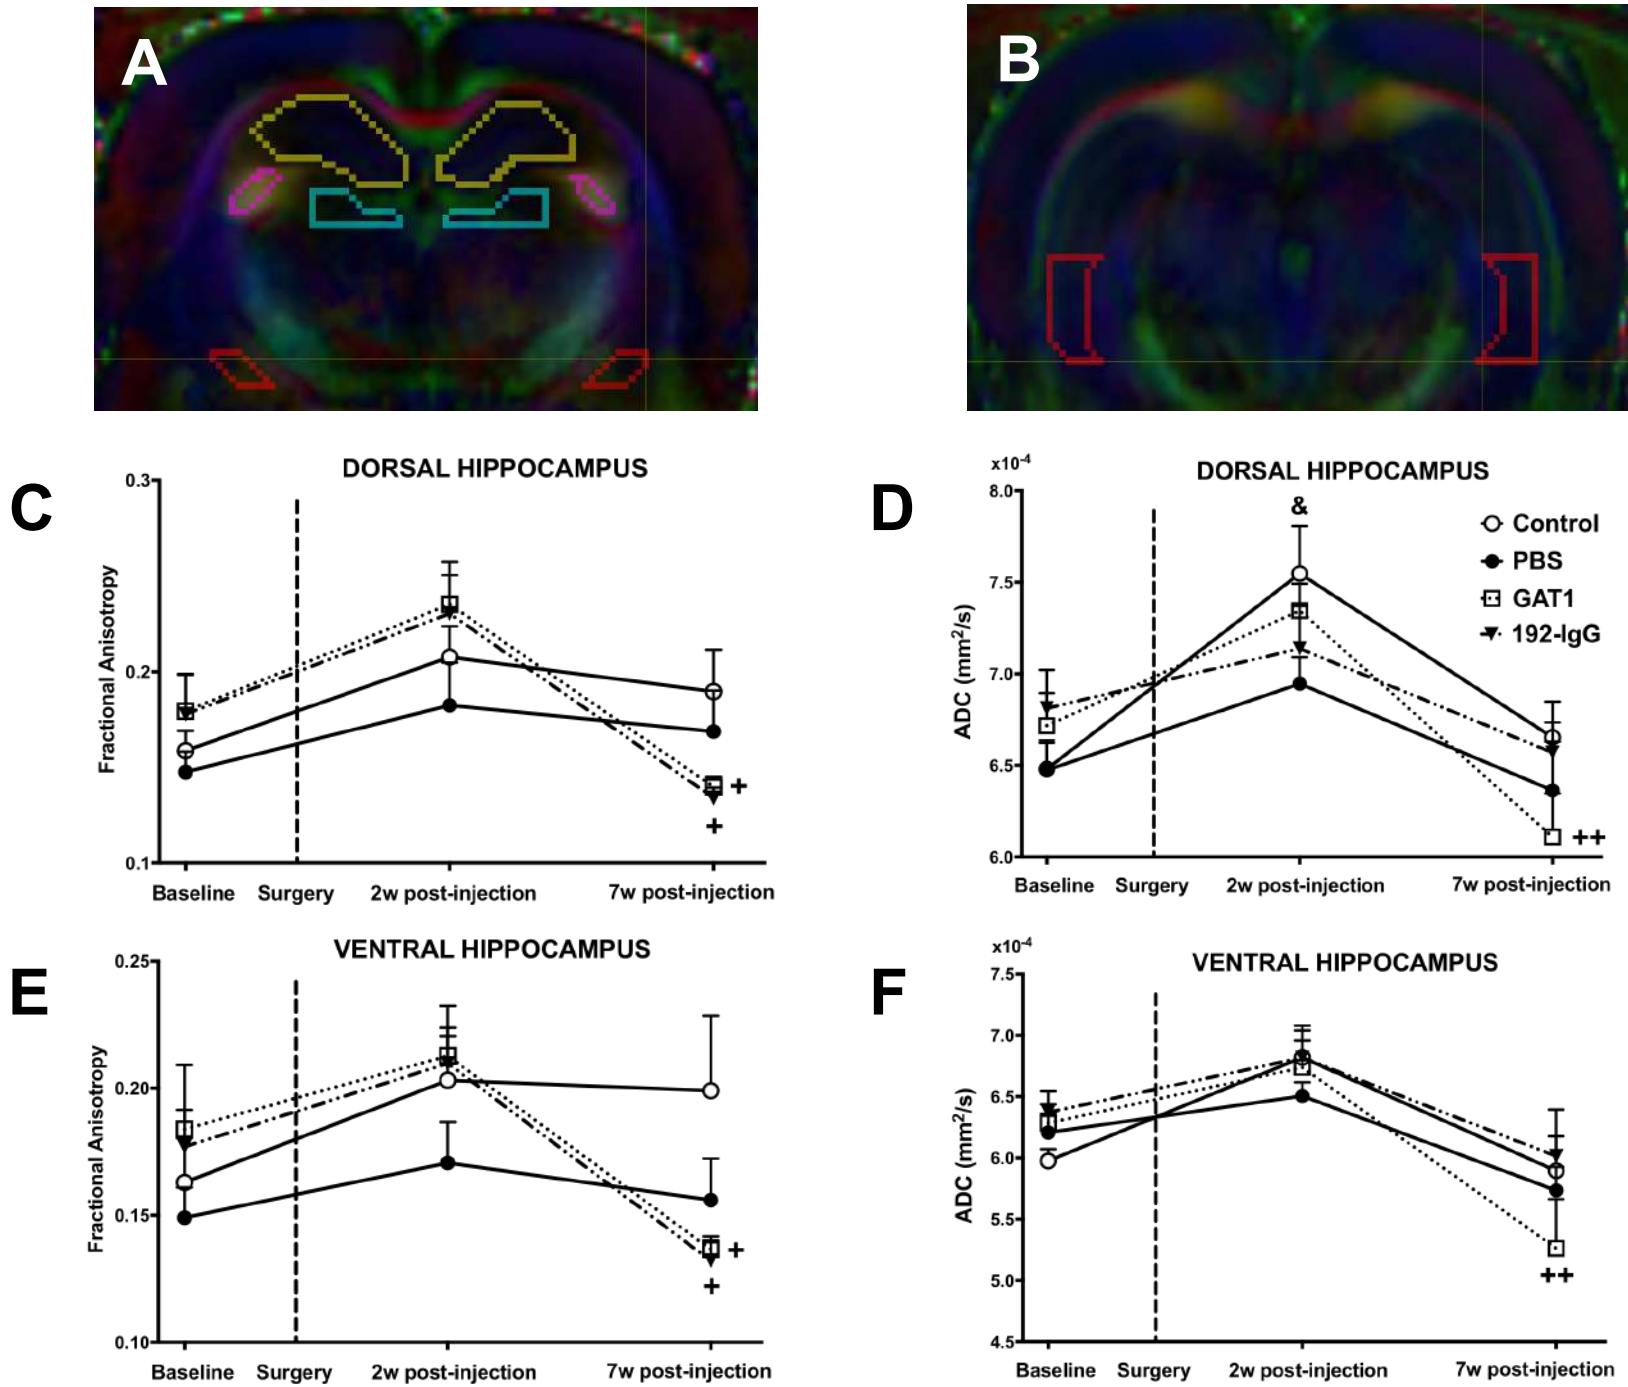 A
B
C
DORSAL HIPPOCAMPUS
Fractional Anisotropy
0.3
0.2
0.1
+
+
Baseline Surgery 2w post-injection 7w post-injection
D
x10-4
DORSAL HIPPOCAMPUS
ADC (mm2/s)
8.0
7.5
7.0
6.5
6.0
&
Control
PBS
GAT1
192-IgG
++
Baseline Surgery 2w post-injection 7w post-injection
E
VENTRAL HIPPOCAMPUS
Fractional Anisotropy
0.25
0.20
0.15
0.10
+
+
Baseline Surgery 2w post-injection 7w post-injection
F
x10-4
VENTRAL HIPPOCAMPUS
ADC (mm2/s)
7.5
7.0
6.5
6.0
5.5
5.0
4.5
++
Baseline Surgery 2w post-injection 7w post-injection